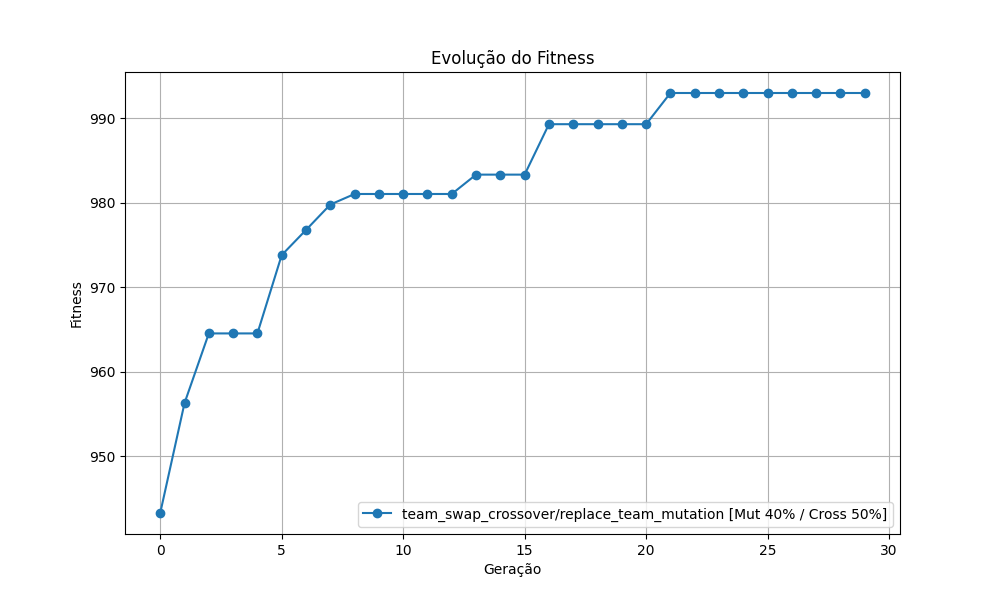 Evolução do Fitness
Fitness
990
980
970
960
950
team_swap_crossover/replace_team_mutation [Mut 40% / Cross 50%]
0 5 10 15 20 25 30
Geração